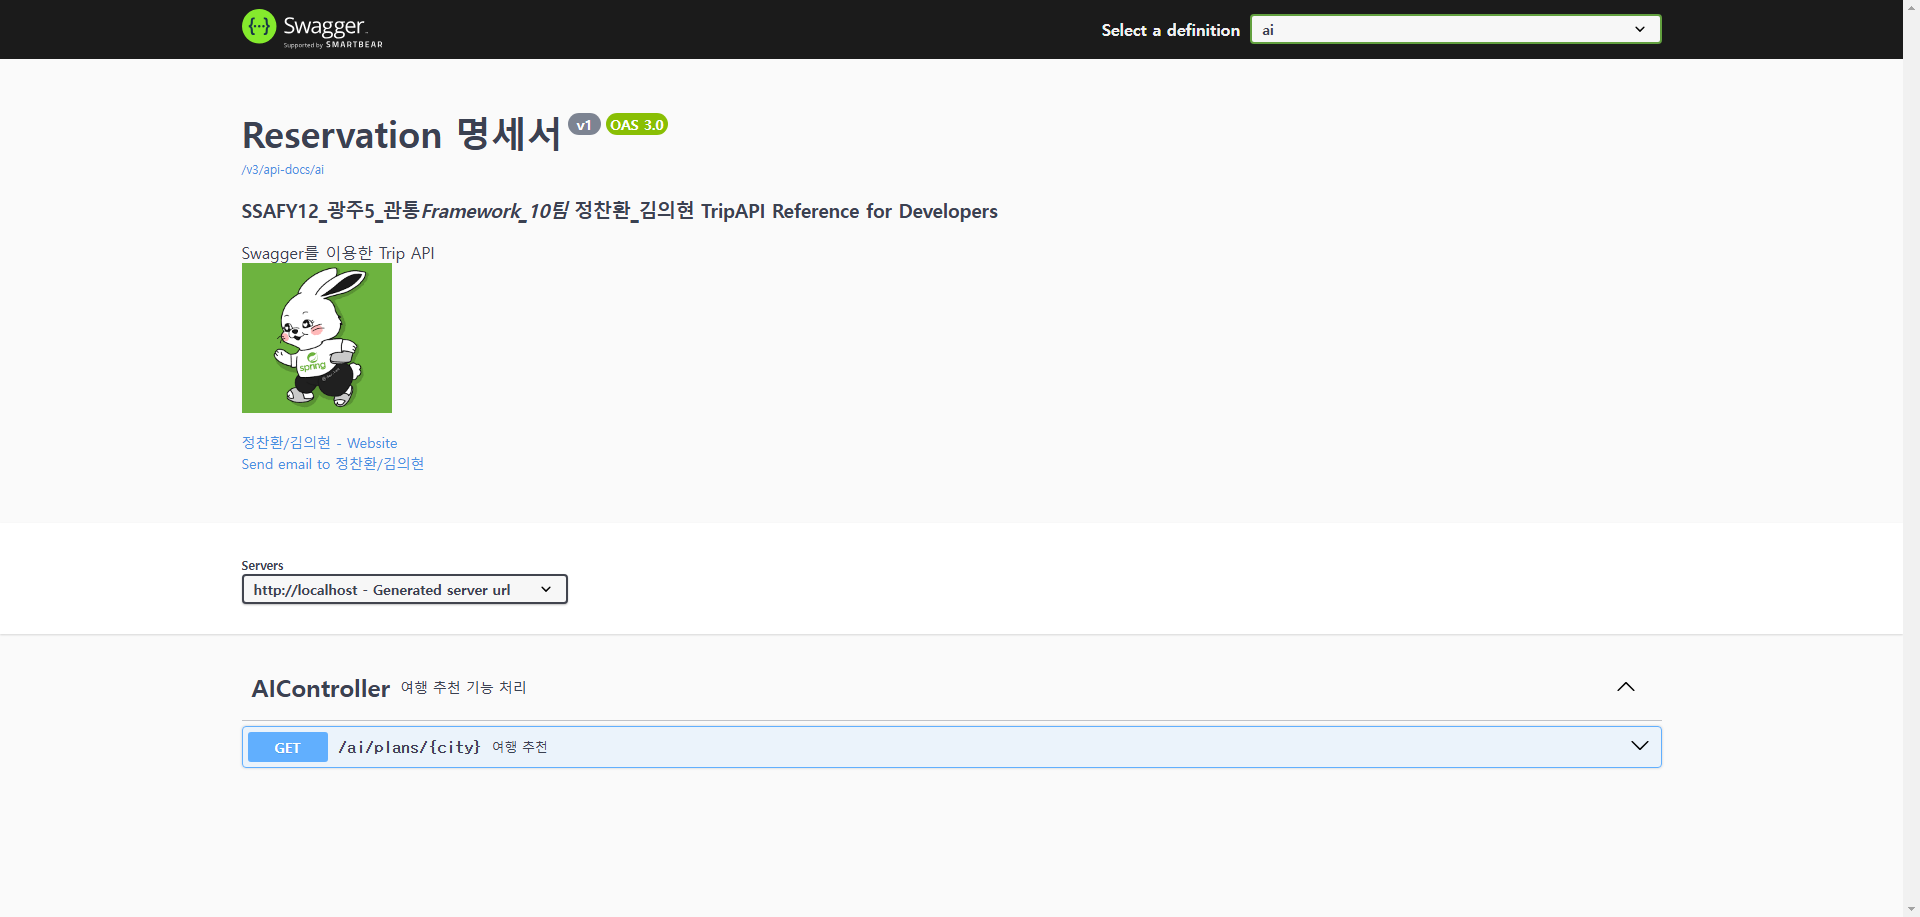 Swagger.
Supported by SMARTBEAR
Select a definition
ai
Reservation 명세서 v1 OAS 3.0
/v3/api-docs/ai
SSAFY12_광주5_관통Framework_10팀 정찬환_김의현 TripAPI Reference for Developers
Swagger를 이용한 Trip API
spring
정찬환/김의현 - Website
Send email to 정찬환/김의현
Servers
http://localhost - Generated server url
AIController 여행 추천 기능 처리
GET /ai/plans/{city} 여행 추천